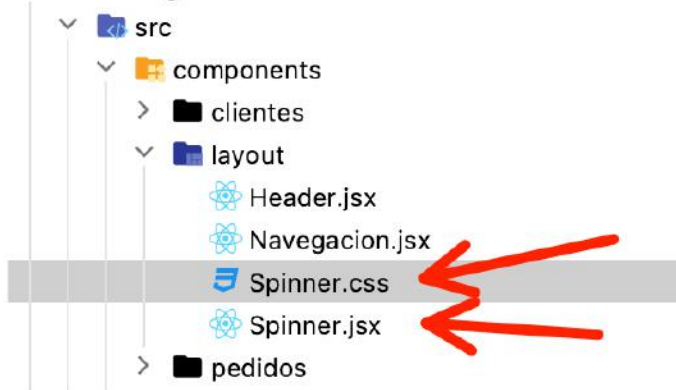 src
components
clientes
layout
Header.jsx
Navegacion.jsx
Spinner.css
Spinner.jsx
pedidos